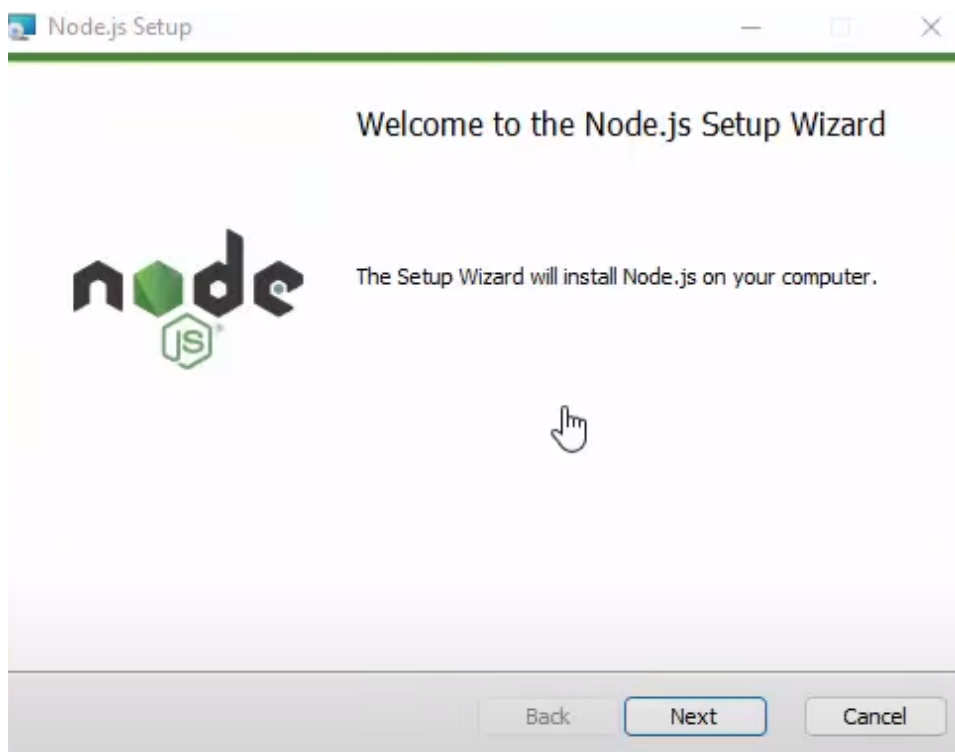 Node.js Setup
Welcome to the Node.js Setup Wizard
node
JS®
The Setup Wizard will install Node.js on your computer.
Back
Next
Cancel